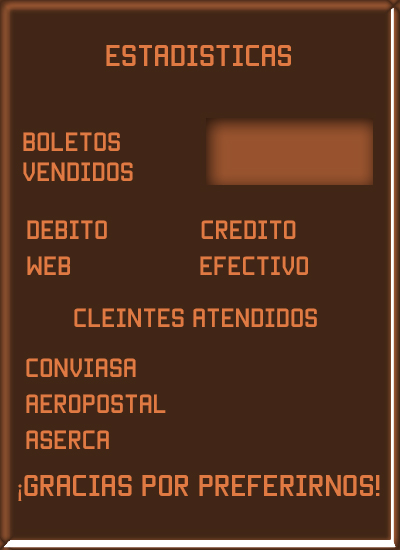 ESTADISTICAS
BOLETOS
VENDIDOS
DEBITO CREDITO
WEB EFECTIVO
CLEINTES ATENDIDOS
CONVIASA
AEROPOSTAL
ASERCA
¡GRACIAS POR PREFERIRNOS!